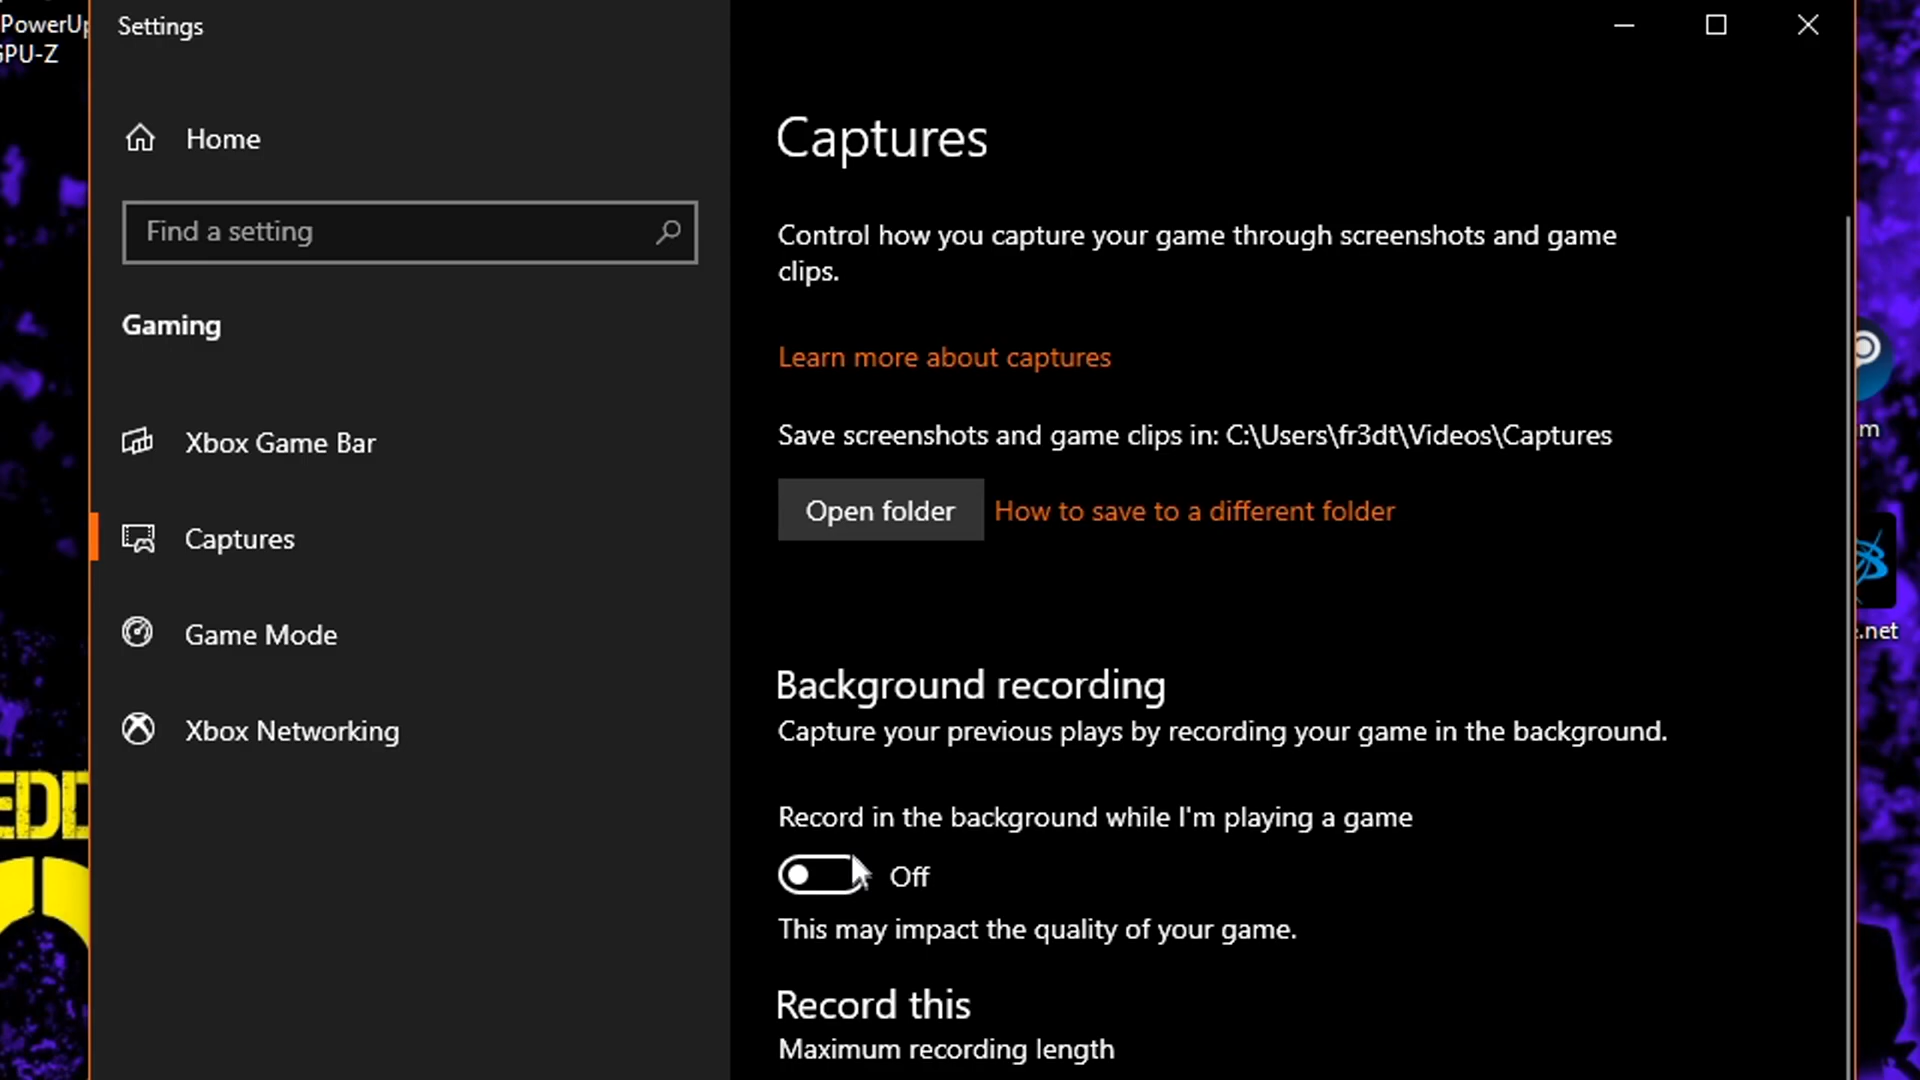 PowerUp
GPU-Z
Settings
Home
Find a setting
Gaming
Xbox Game Bar
Captures
Game Mode
Xbox Networking
Captures
Control how you capture your game through screenshots and game
clips.
Learn more about captures
Save screenshots and game clips in: C:\Users\fr3dt\Videos\Captures
Open folder
How to save to a different folder
Background recording
Capture your previous plays by recording your game in the background.
Record in the background while I'm playing a game
Off
This may impact the quality of your game.
Record this
Maximum recording length
m
.net
EDD